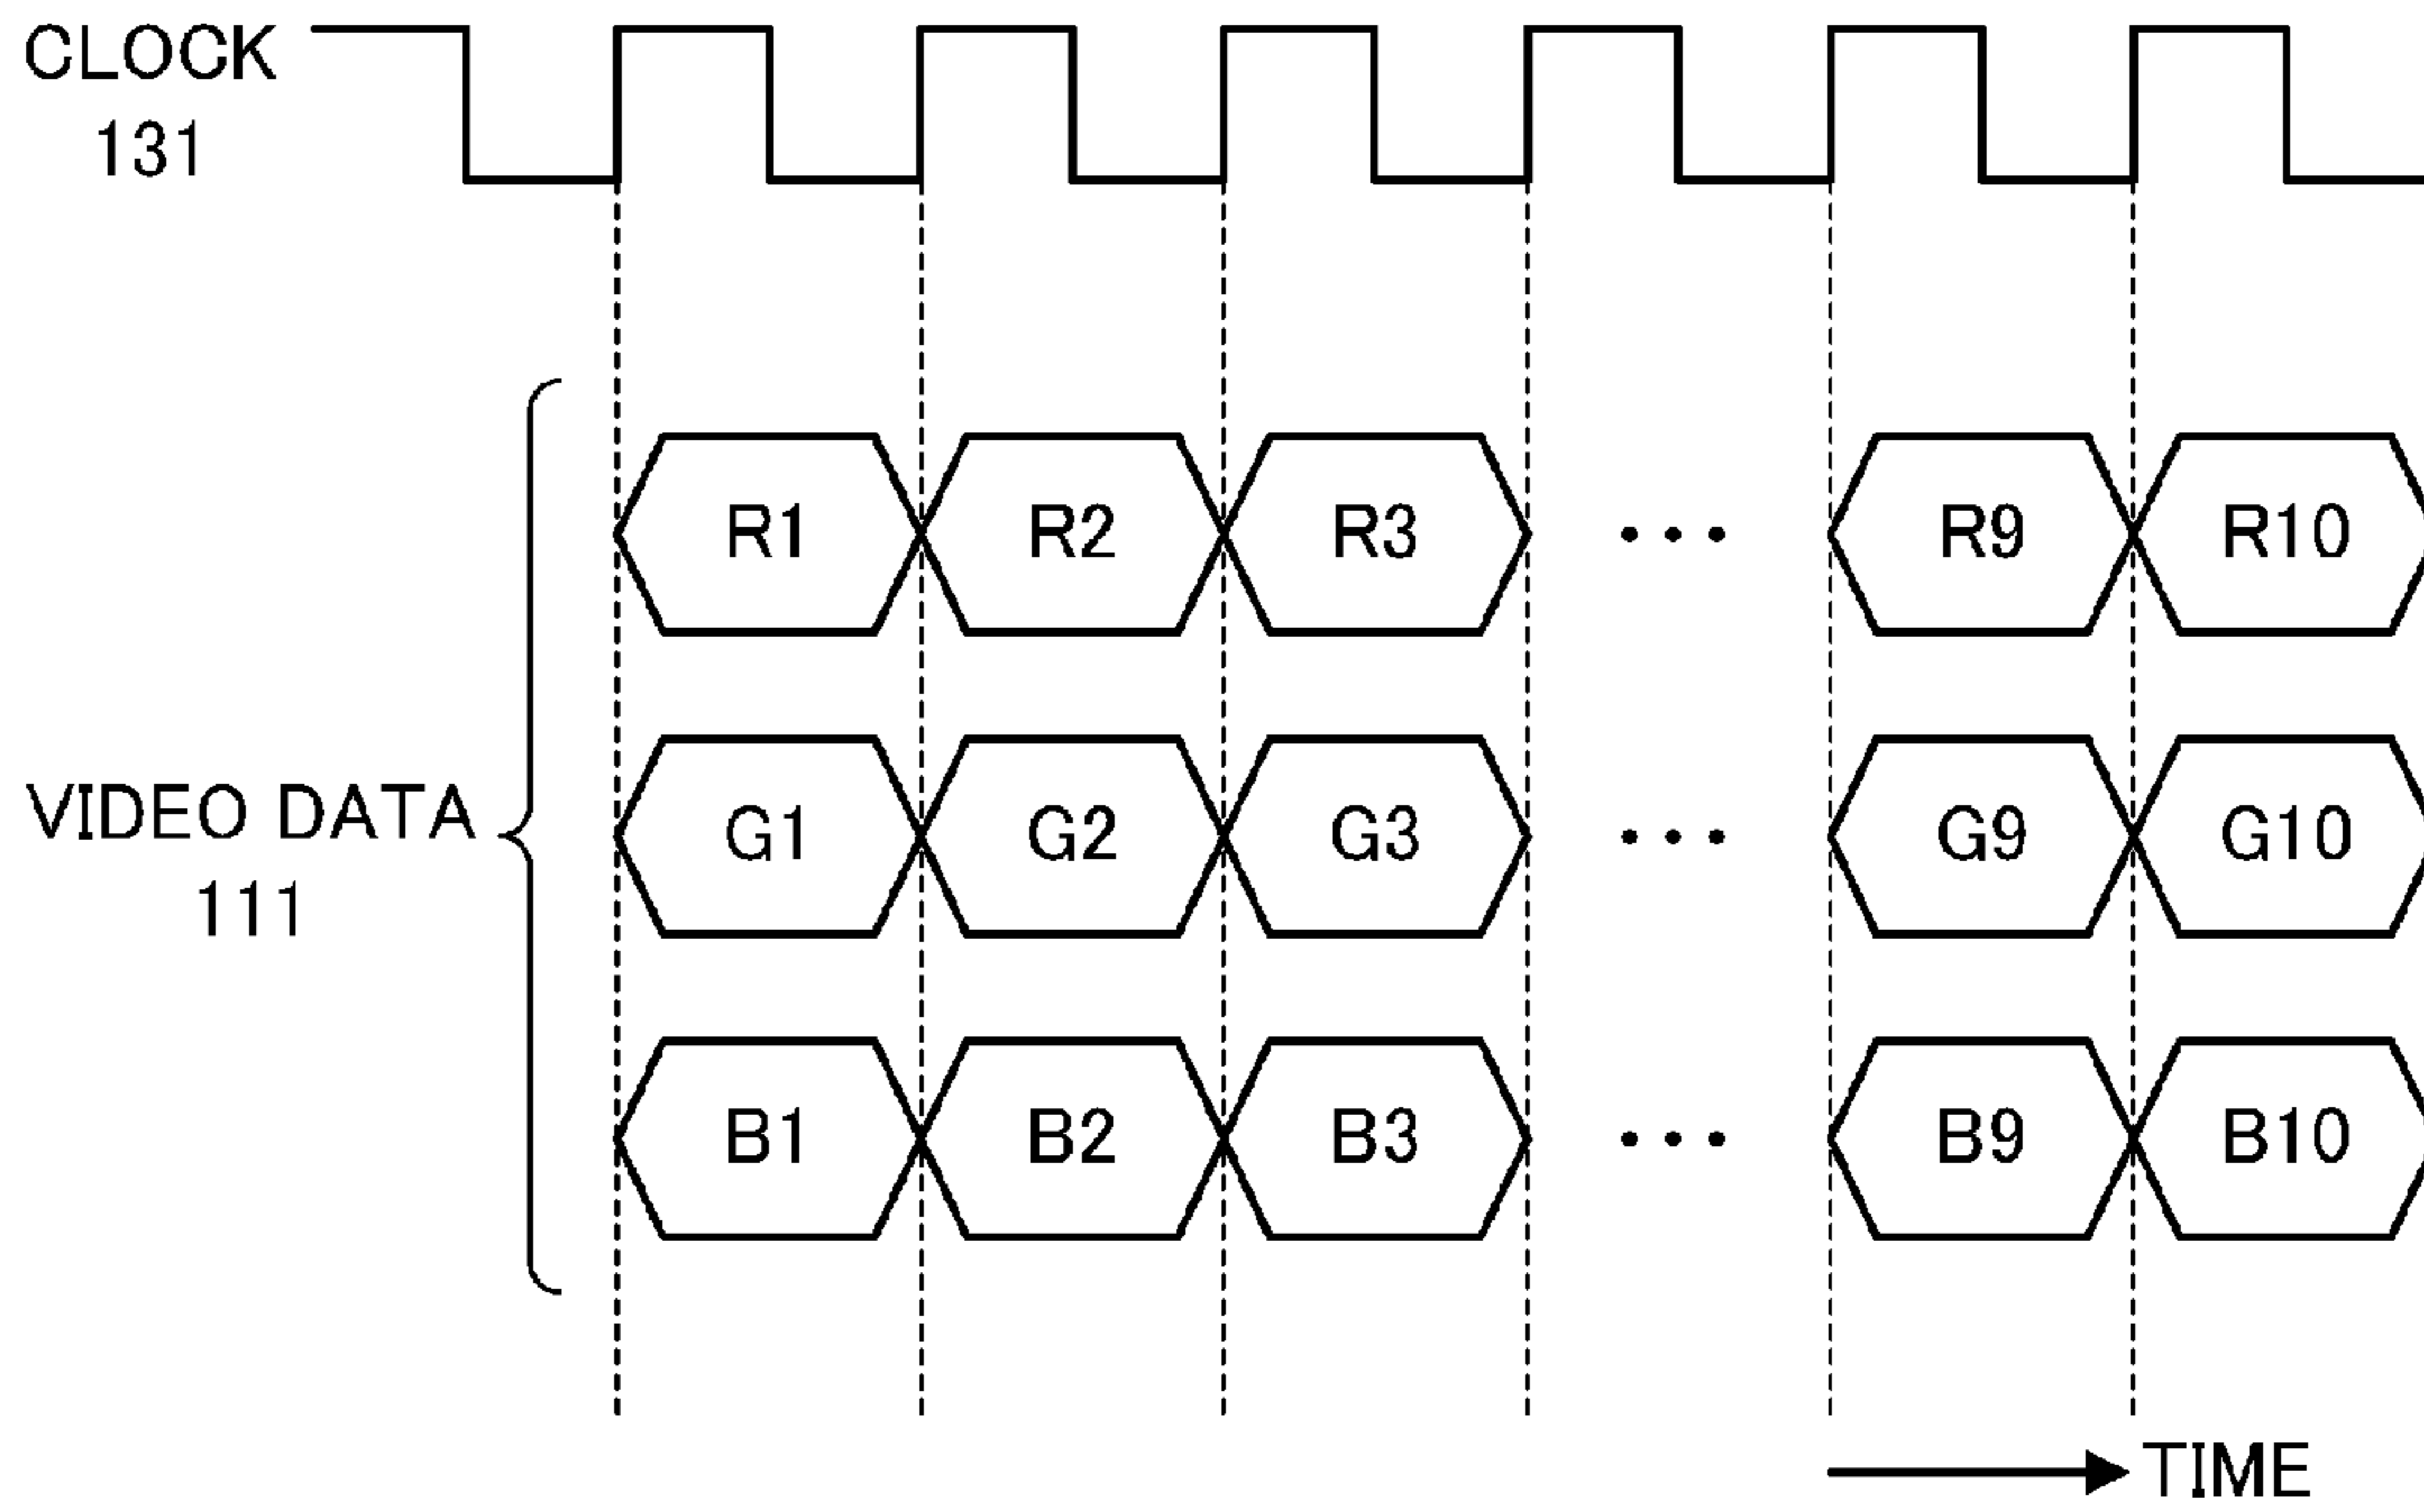 CLOCK
131
R1 R2 R3 ... R9 R10
VIDEO DATA
111
G1 G2 G3 ... G9 G10
B1 B2 B3 ... B9 B10
TIME